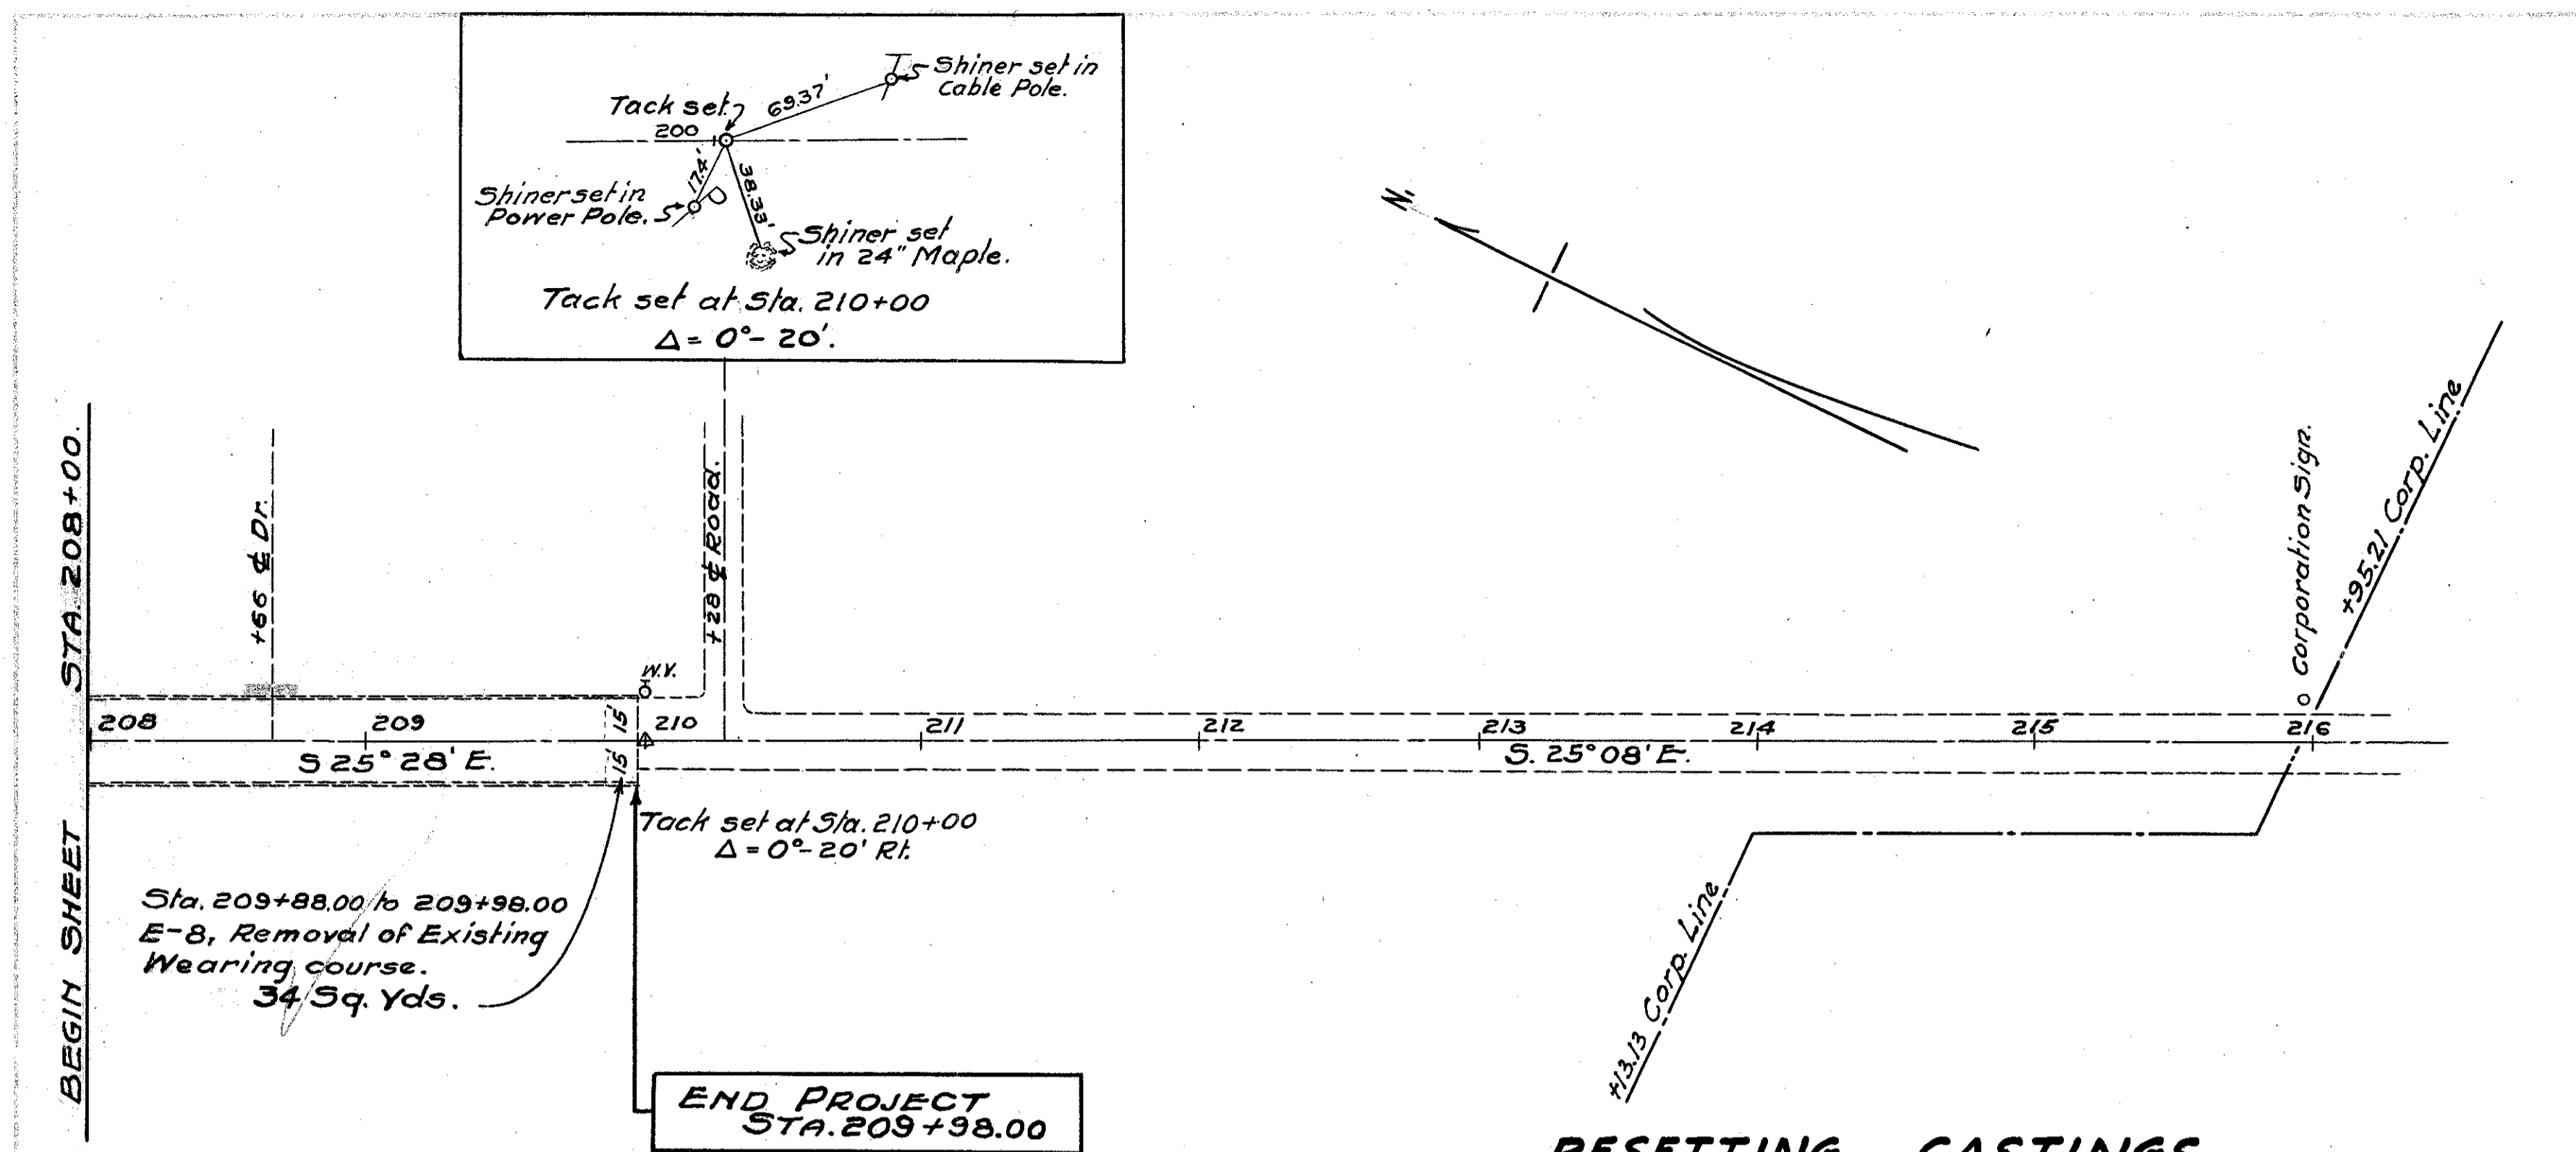 Shiner set in
Cable Pole.
69.37'
Tack set.
200
17.4'
38.33'
Shiner set in
Power Pole.
Shiner set
in 24" Maple.
Tack set at Sta. 210+00
Δ = 0°- 20'.
N.
BEGIN SHEET STA. 208+00.
+66 ℄ Dr.
+28 ℄ Road.
W.V.
Corporation Sign.
+95.21 Corp. Line
208 209 15' 210 211 212 213 214 215 216
S 25° 28' E. 15' S. 25° 08' E.
Tack set at Sta. 210+00
Δ = 0°- 20' Rt.
Sta. 209+88.00 to 209+98.00
E-8, Removal of Existing
Wearing course.
34 Sq. Yds.
+13.13 Corp. Line
END PROJECT
STA. 209+98.00
RESETTING CASTINGS